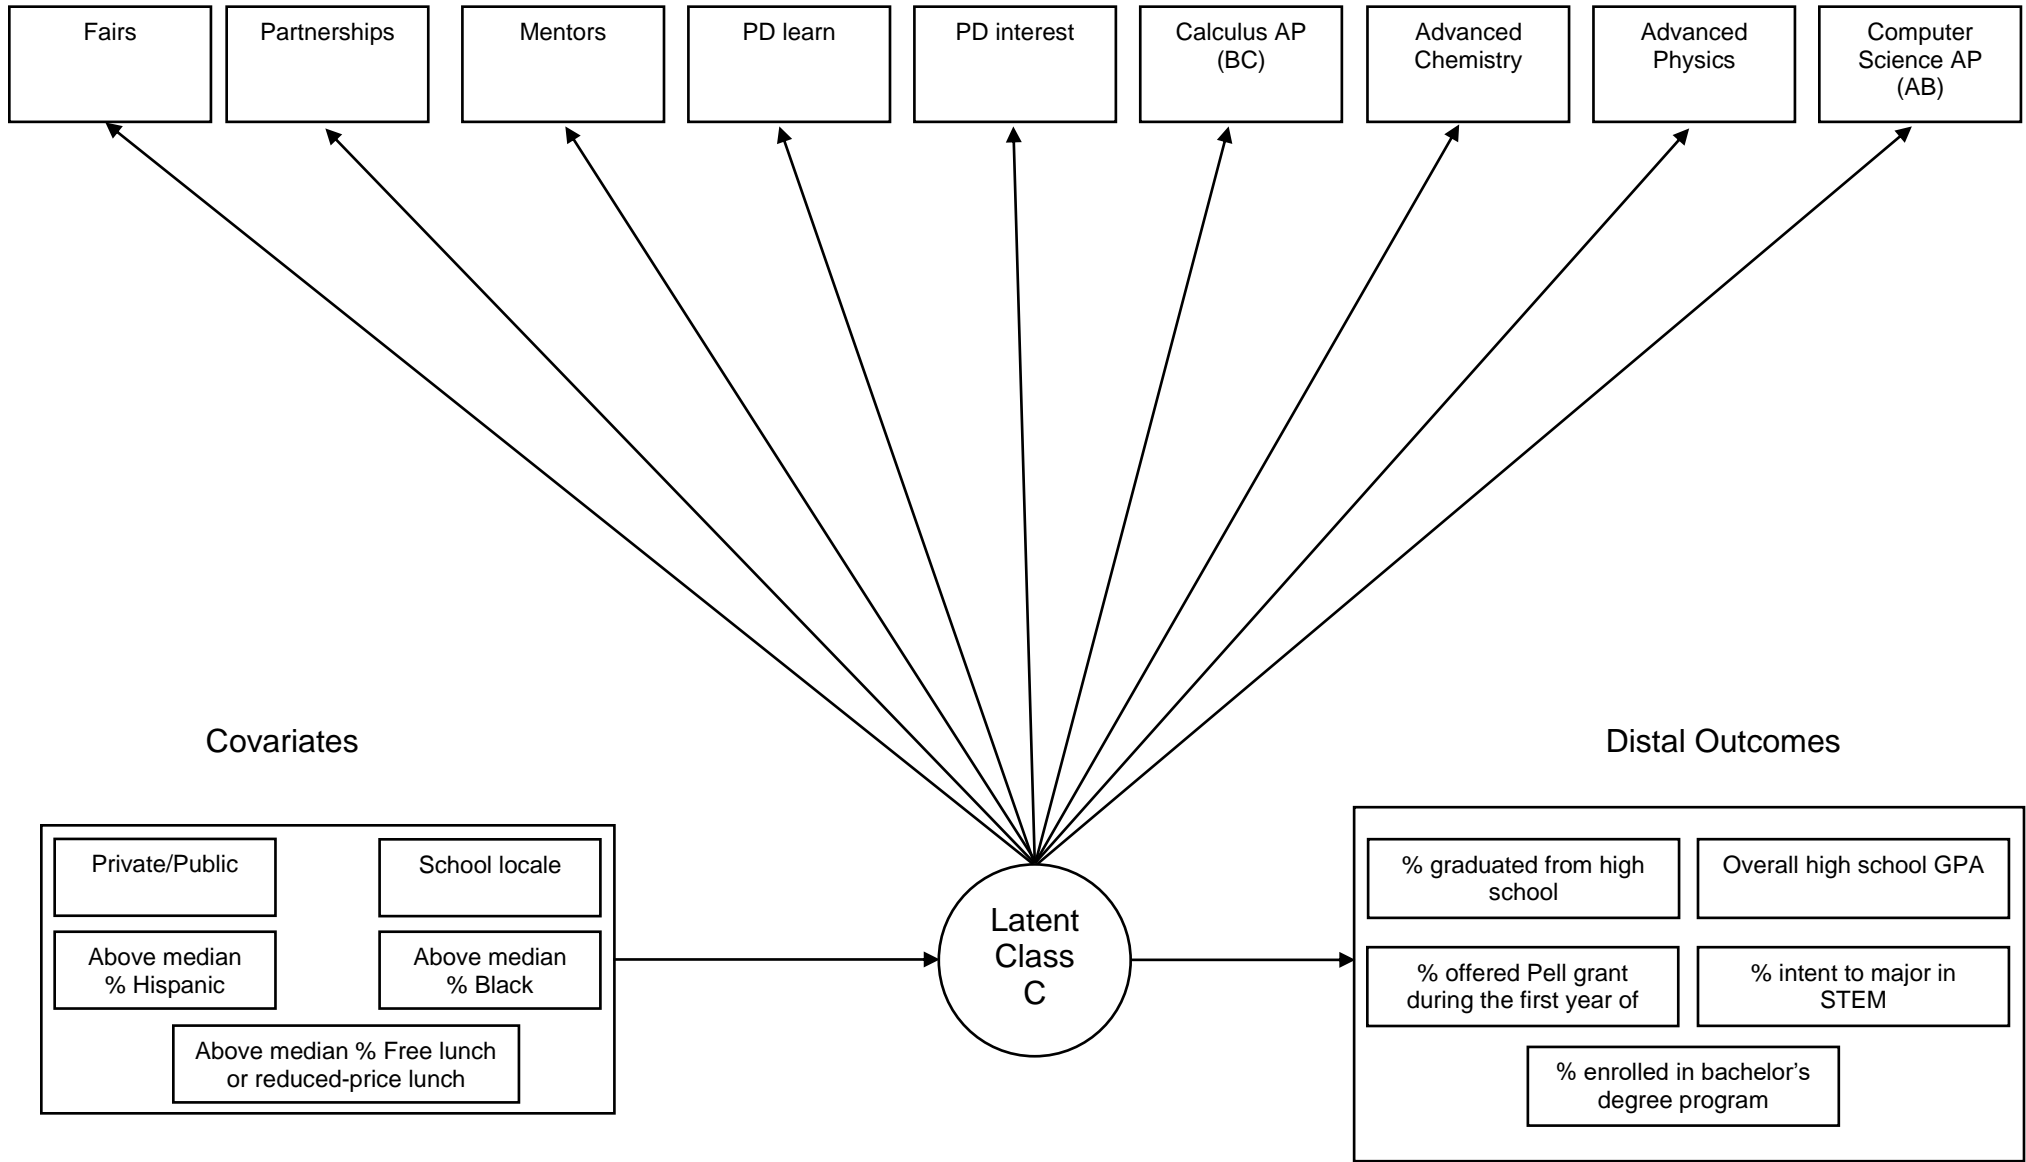 Fairs
Partnerships
Mentors
PD learn
PD interest
Calculus AP
(BC)
Advanced
Chemistry
Advanced
Physics
Computer
Science AP
(AB)
Covariates
Private/Public
School locale
Above median
% Hispanic
Above median
% Black
Above median % Free lunch
or reduced-price lunch
Latent
Class
C
Distal Outcomes
% graduated from high
school
Overall high school GPA
% offered Pell grant
during the first year of
% intent to major in
STEM
% enrolled in bachelor’s
degree program